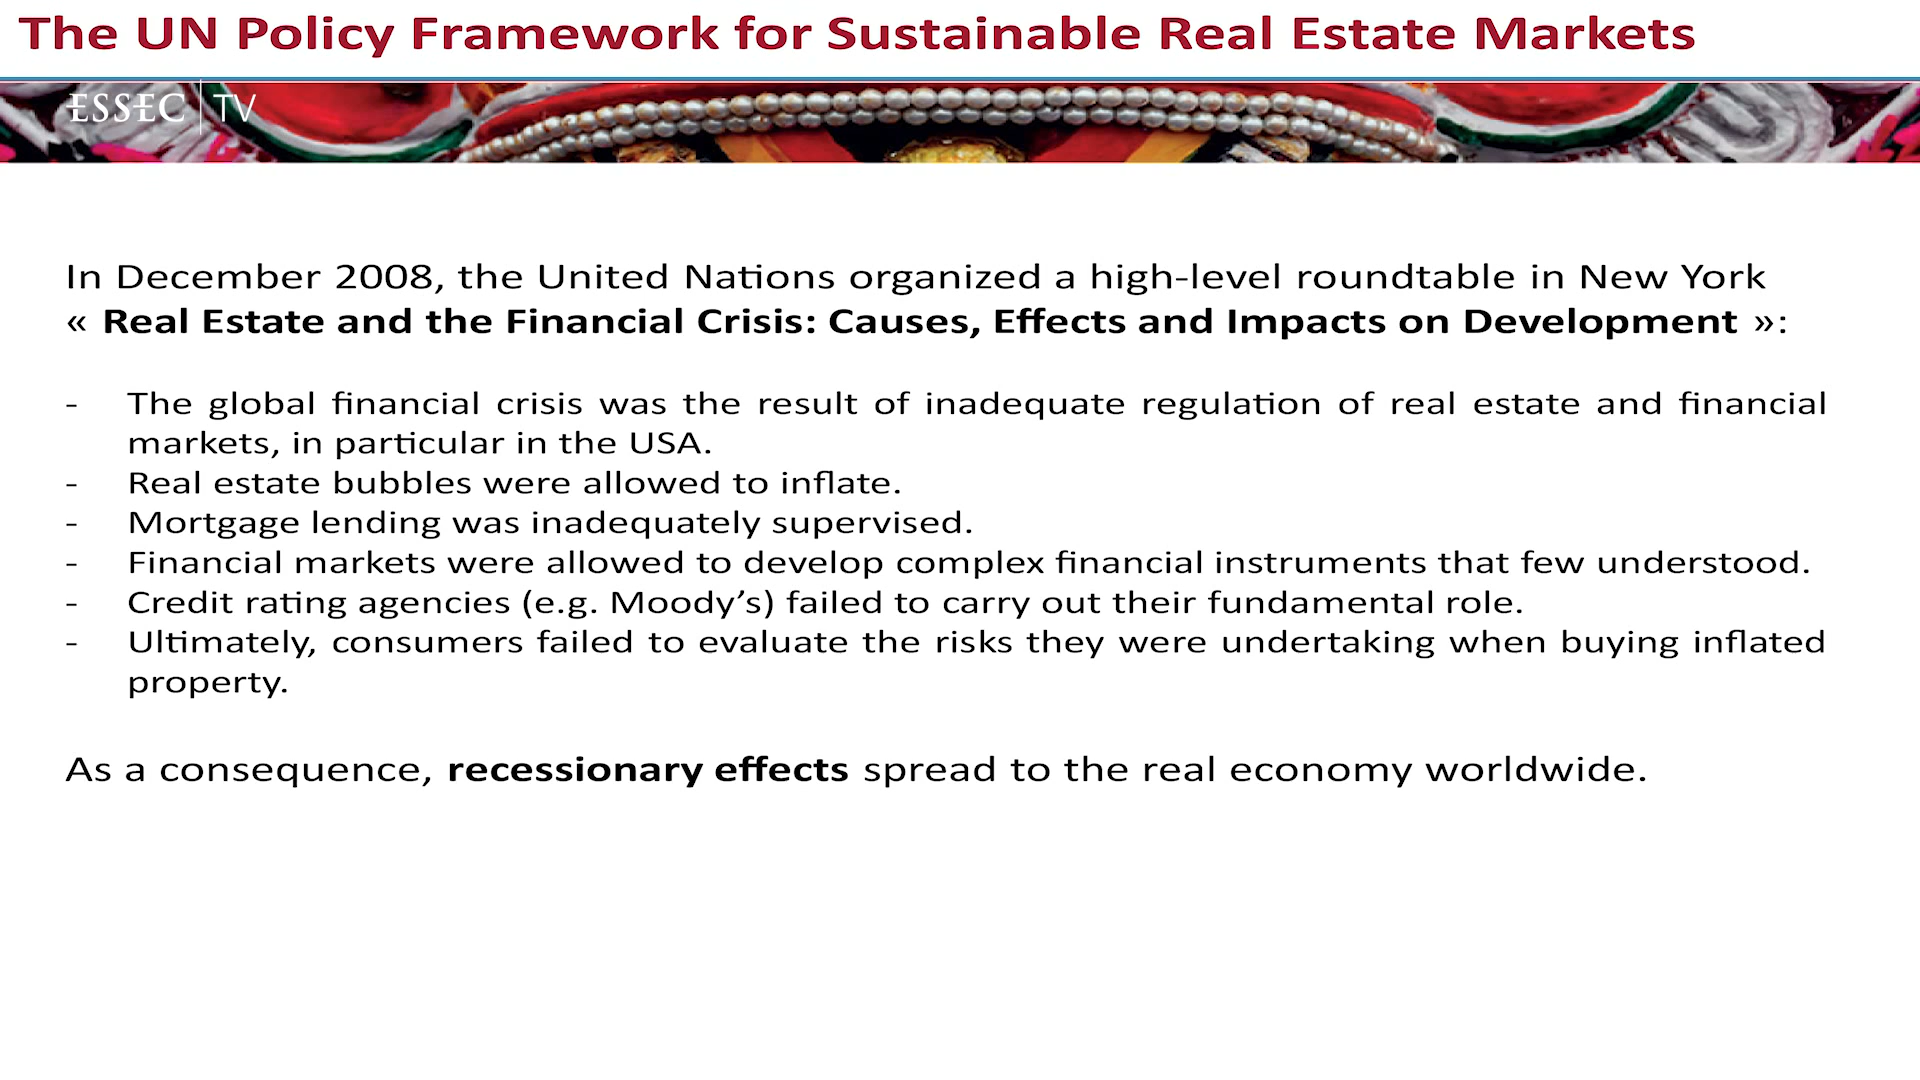 The UN Policy Framework for Sustainable Real Estate Markets
ESSEC TV
In December 2008, the United Nations organized a high-level roundtable in New York
« Real Estate and the Financial Crisis: Causes, Effects and Impacts on Development »:
- The global financial crisis was the result of inadequate regulation of real estate and financial
markets, in particular in the USA.
- Real estate bubbles were allowed to inflate.
- Mortgage lending was inadequately supervised.
- Financial markets were allowed to develop complex financial instruments that few understood.
- Credit rating agencies (e.g. Moody’s) failed to carry out their fundamental role.
- Ultimately, consumers failed to evaluate the risks they were undertaking when buying inflated
property.
As a consequence, recessionary effects spread to the real economy worldwide.